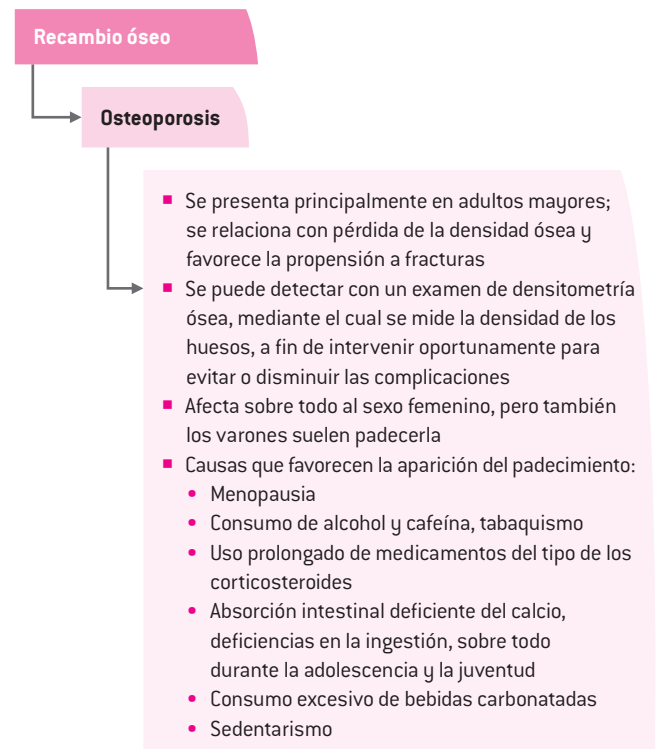 Recambio óseo
Osteoporosis
■ Se presenta principalmente en adultos mayores;
se relaciona con pérdida de la densidad ósea y
favorece la propensión a fracturas
■ Se puede detectar con un examen de densitometría
ósea, mediante el cual se mide la densidad de los
huesos, a fin de intervenir oportunamente para
evitar o disminuir las complicaciones
■ Afecta sobre todo al sexo femenino, pero también
los varones suelen padecerla
■ Causas que favorecen la aparición del padecimiento:
• Menopausia
• Consumo de alcohol y cafeína, tabaquismo
• Uso prolongado de medicamentos del tipo de los
corticosteroides
• Absorción intestinal deficiente del calcio,
deficiencias en la ingestión, sobre todo
durante la adolescencia y la juventud
• Consumo excesivo de bebidas carbonatadas
• Sedentarismo